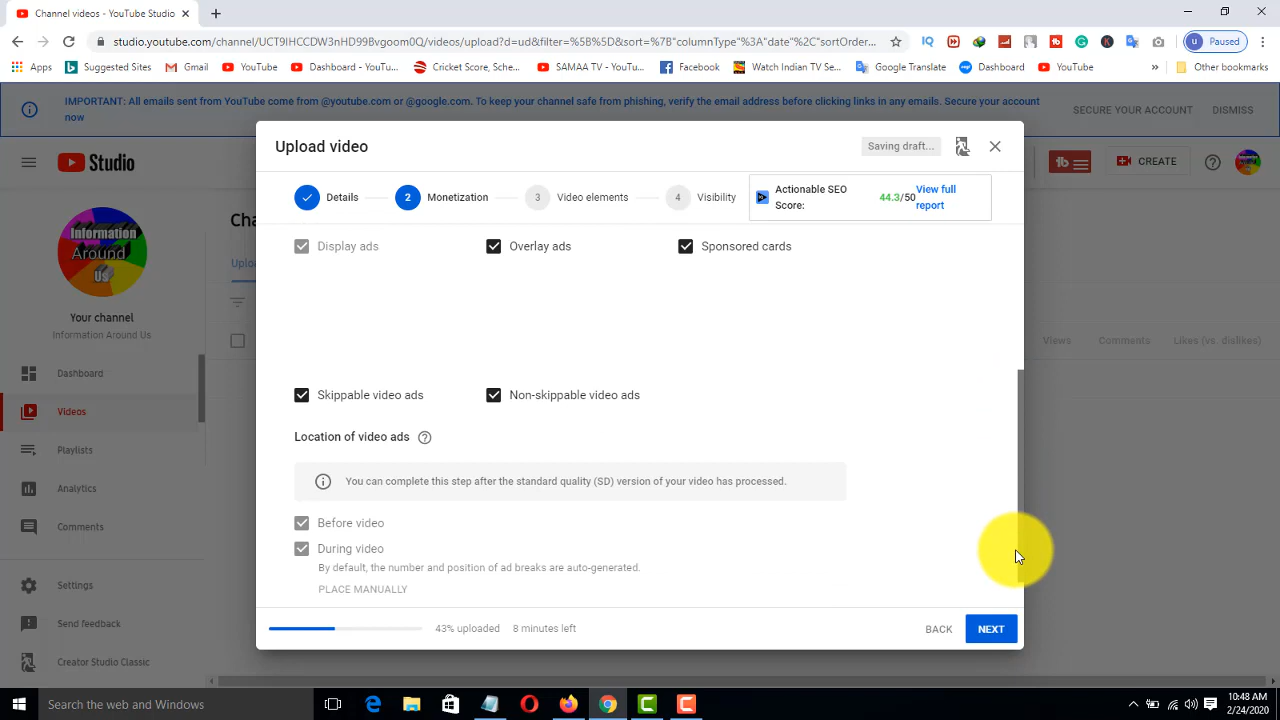 Channel videos - YouTube Studio
studio.youtube.com/channel/UCT9IHCCDW3nHD98Bvgoom0Q/videos/upload?d=ud&filter=%5B%5D&sort=%7B"columnType"%3A"date"%2C"sortOrder...
u Paused
Apps
Suggested Sites
Gmail
YouTube
Dashboard - YouTu...
Cricket Score, Sche...
SAMAA TV - YouTu...
Facebook
Watch Indian TV Se...
Google Translate
Dashboard
YouTube
»
Other bookmarks
IMPORTANT: All emails sent from YouTube come from @youtube.com or @google.com. To keep your channel safe from phishing, verify the email address before clicking links in any emails. Secure your account
now
SECURE YOUR ACCOUNT
DISMISS
Studio
CREATE
Upload video
Saving draft...
Details
2 Monetization
3 Video elements
4 Visibility
Actionable SEO
Score:
44.3/50
View full
report
Information
Around
Us
Your channel
Information Around Us
Dashboard
Videos
Playlists
Analytics
Comments
Settings
Send feedback
Creator Studio Classic
Cha
Uploa
Views
Comments
Likes (vs. dislikes)
Display ads
Overlay ads
Sponsored cards
Skippable video ads
Non-skippable video ads
Location of video ads
You can complete this step after the standard quality (SD) version of your video has processed.
Before video
During video
By default, the number and position of ad breaks are auto-generated.
PLACE MANUALLY
43% uploaded
8 minutes left
BACK
NEXT
Search the web and Windows
10:48 AM
2/24/2020